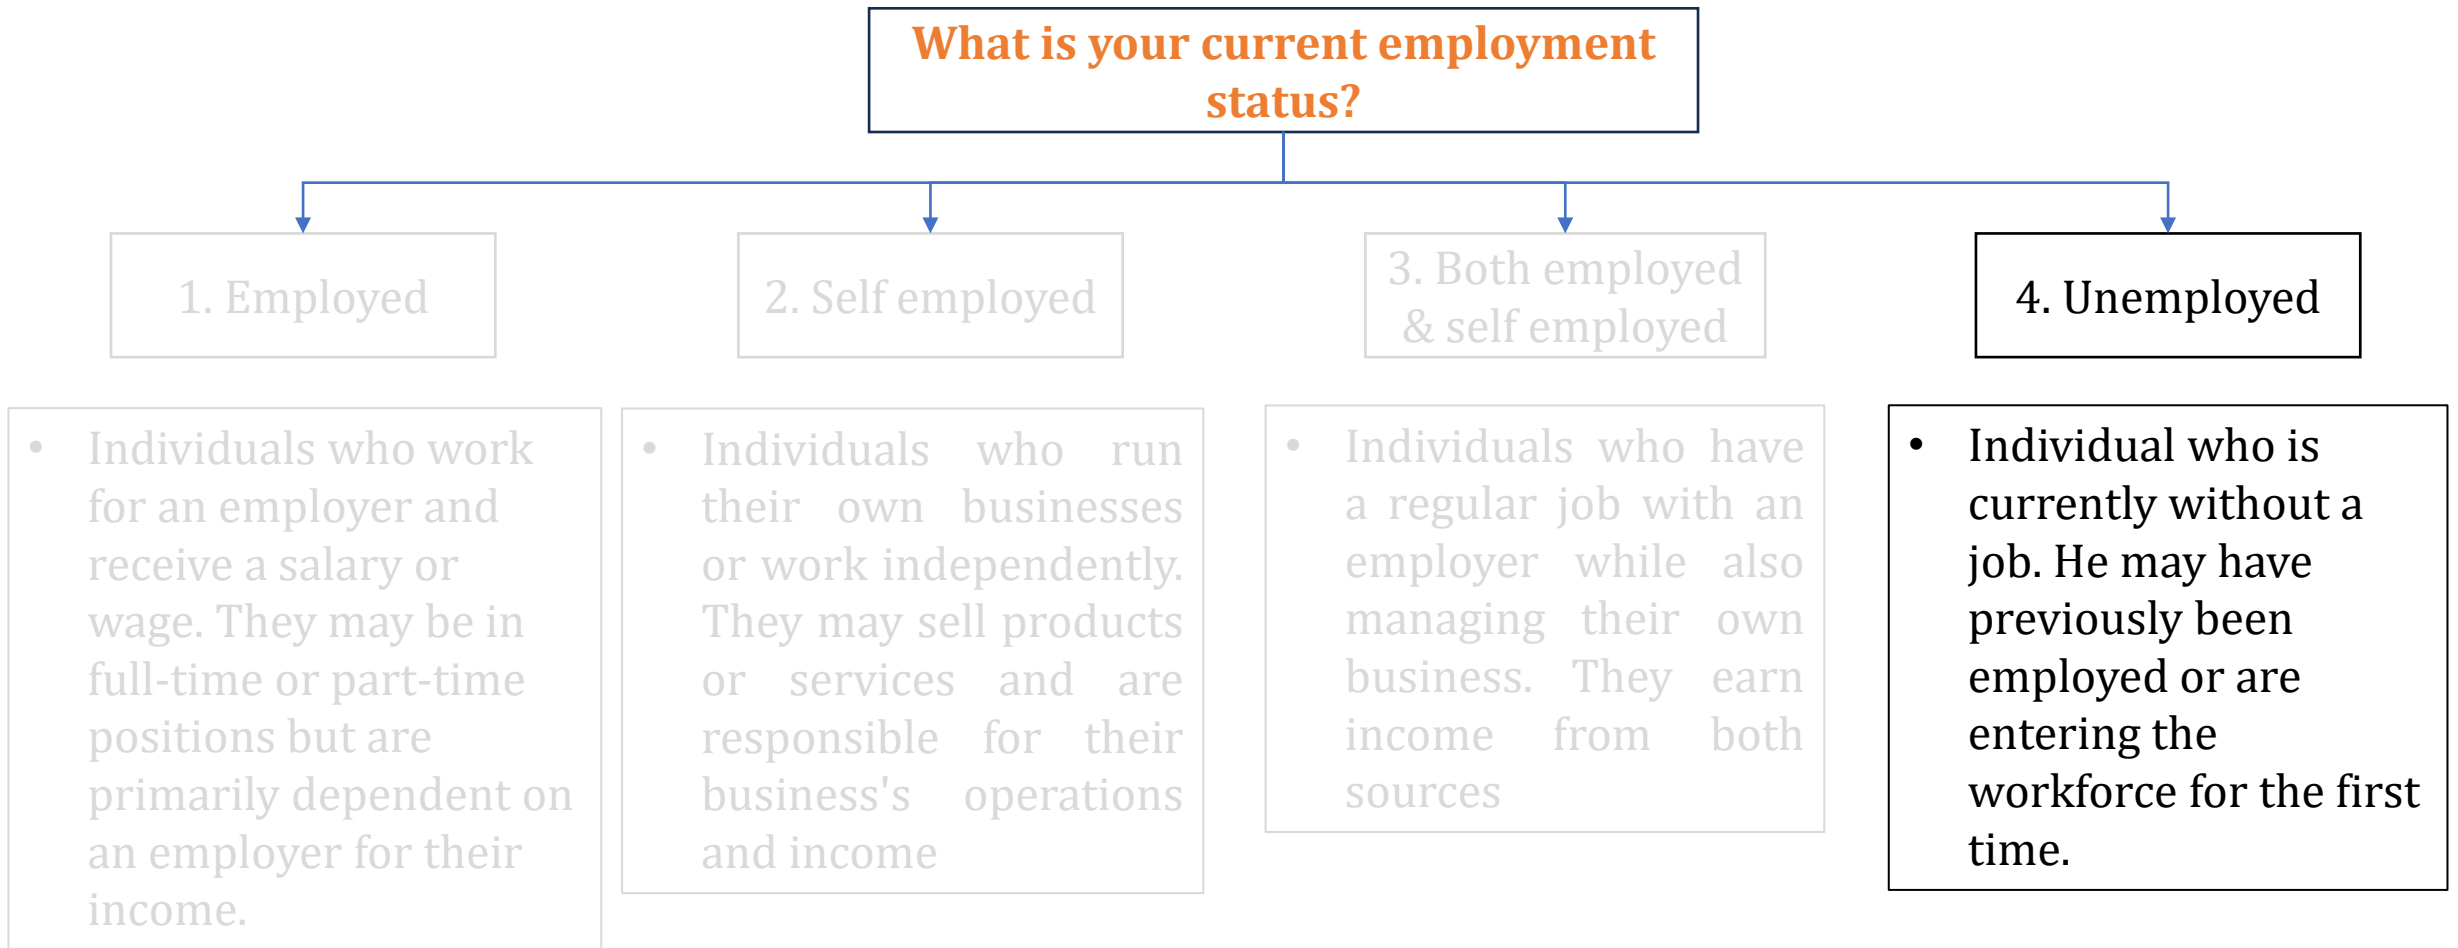 What is your current employment
status?
1. Employed
2. Self employed
3. Both employed
& self employed
4. Unemployed
• Individuals who work
for an employer and
receive a salary or
wage. They may be in
full-time or part-time
positions but are
primarily dependent on
an employer for their
income.
• Individuals who run
their own businesses
or work independently.
They may sell products
or services and are
responsible for their
business's operations
and income
• Individuals who have
a regular job with an
employer while also
managing their own
business. They earn
income from both
sources
• Individual who is
currently without a
job. He may have
previously been
employed or are
entering the
workforce for the first
time.